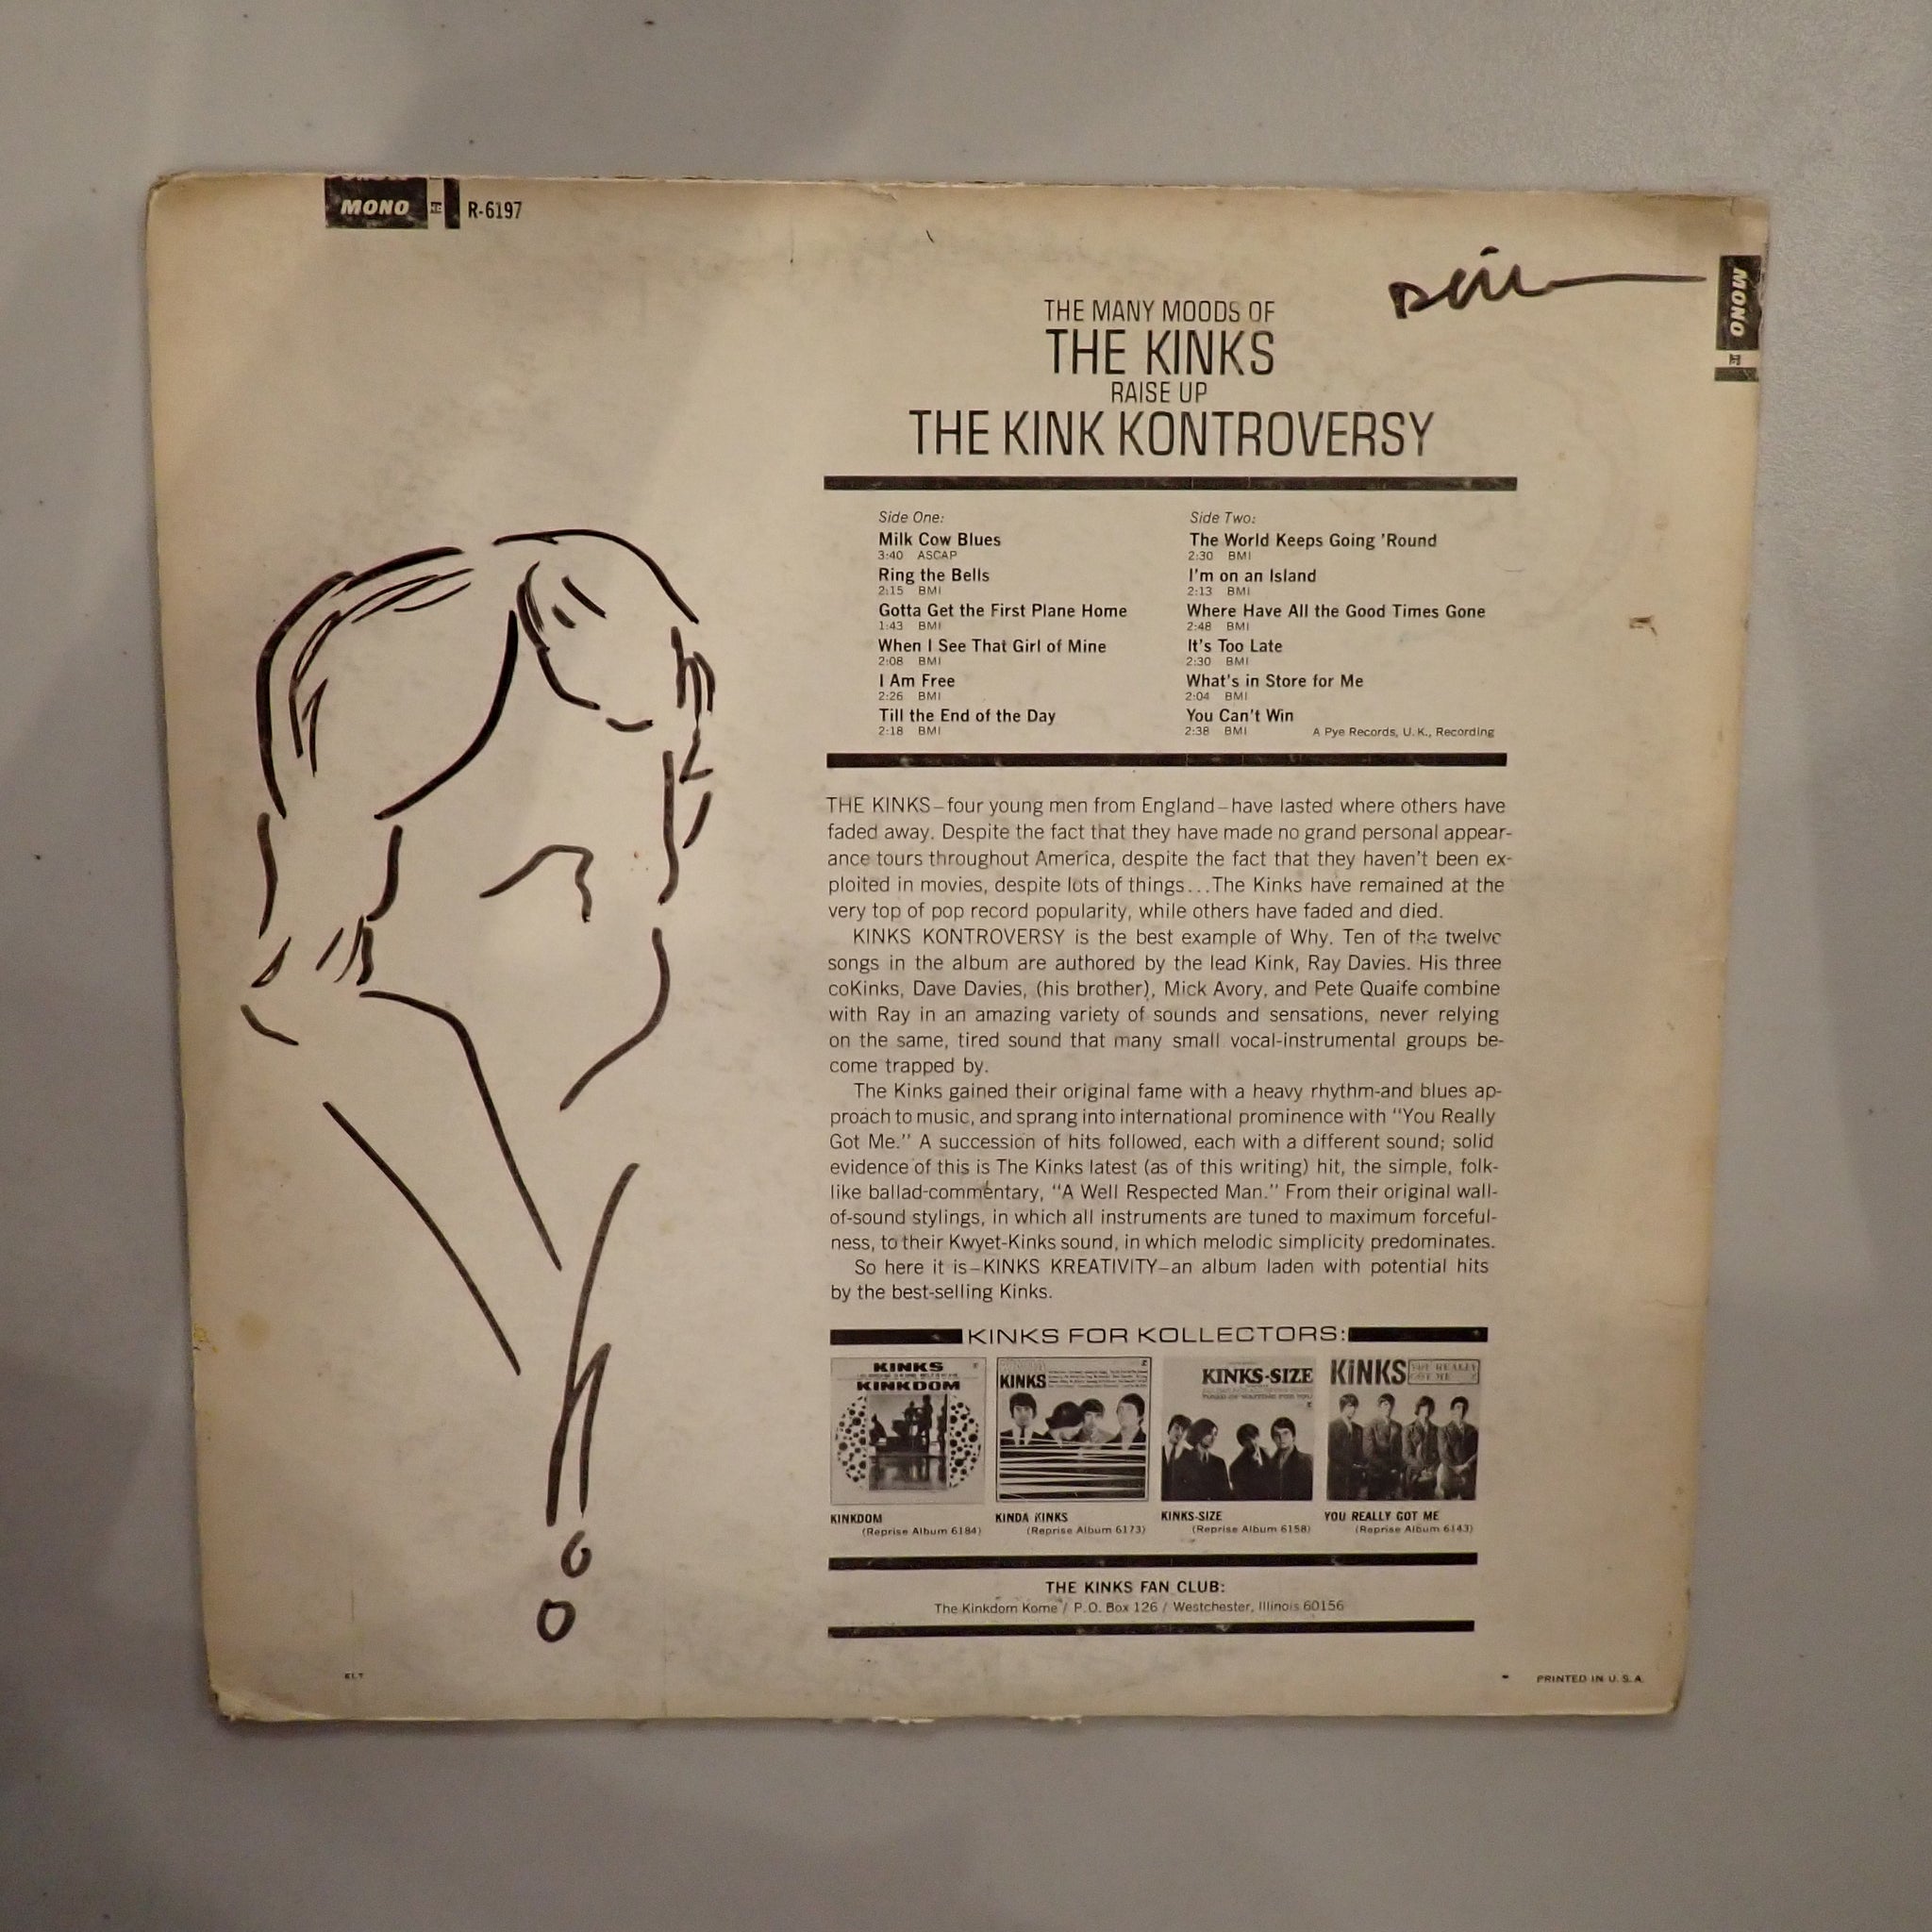 MONO R-6197
MONO
THE MANY MOODS OF
THE KINKS
RAISE UP
THE KINK KONTROVERSY
Side One:
Milk Cow Blues
3:40 ASCAP
Ring the Bells
2:15 BMI
Gotta Get the First Plane Home
1:43 BMI
When I See That Girl of Mine
2:08 BMI
I Am Free
2:26 BMI
Till the End of the Day
2:18 BMI
Side Two:
The World Keeps Going 'Round
2:30 BMI
I'm on an Island
2:13 BMI
Where Have All the Good Times Gone
2:48 BMI
It's Too Late
2:30 BMI
What's in Store for Me
2:04 BMI
You Can't Win
2:38 BMI
A Pye Records, U. K., Recording
THE KINKS–four young men from England–have lasted where others have
faded away. Despite the fact that they have made no grand personal appear-
ance tours throughout America, despite the fact that they haven't been ex-
ploited in movies, despite lots of things...The Kinks have remained at the
very top of pop record popularity, while others have faded and died.
KINKS KONTROVERSY is the best example of Why. Ten of the twelve
songs in the album are authored by the lead Kink, Ray Davies. His three
coKinks, Dave Davies, (his brother), Mick Avory, and Pete Quaife combine
with Ray in an amazing variety of sounds and sensations, never relying
on the same, tired sound that many small vocal-instrumental groups be-
come trapped by.
The Kinks gained their original fame with a heavy rhythm-and blues ap-
proach to music, and sprang into international prominence with "You Really
Got Me." A succession of hits followed, each with a different sound; solid
evidence of this is The Kinks latest (as of this writing) hit, the simple, folk-
like ballad-commentary, "A Well Respected Man." From their original wall-
of-sound stylings, in which all instruments are tuned to maximum forceful-
ness, to their Kwyet-Kinks sound, in which melodic simplicity predominates.
So here it is–KINKS KREATIVITY–an album laden with potential hits
by the best-selling Kinks.
KINKS FOR KOLLECTORS:
KINKS
KINKDOM
KINKS
KINKS-SIZE
KINKS YOU REALLY
GOT ME
KINKDOM
(Reprise Album 6184)
KINDA KINKS
(Reprise Album 6173)
KINKS-SIZE
(Reprise Album 6158)
YOU REALLY GOT ME
(Reprise Album 6143)
THE KINKS FAN CLUB:
The Kinkdom Kome / P.O. Box 126 / Westchester, Illinois 60156
PRINTED IN U. S. A.